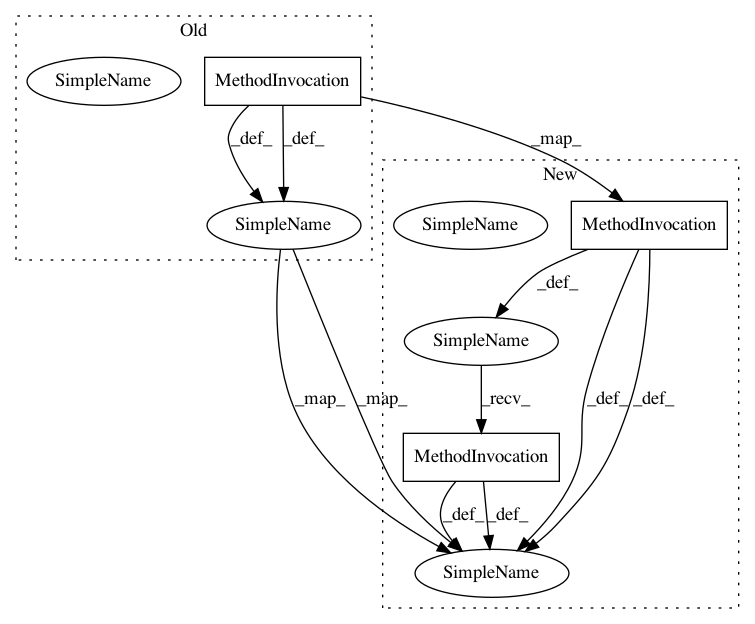 Old
SimpleName
MethodInvocation
_def_
_def_
_map_
New
SimpleName
SimpleName
MethodInvocation
_def_
SimpleName
_map_
_map_
_recv_
_def_
_def_
MethodInvocation
_def_
_def_
SimpleName